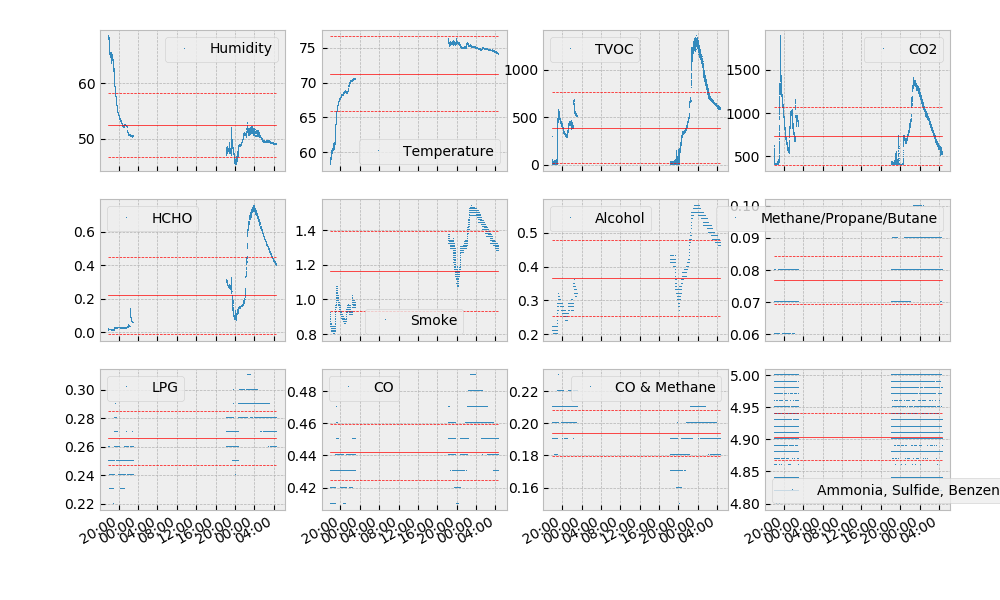 Humidity
60
50
Temperature
75
70
65
60
TVOC
1000
500
0
CO2
1500
1000
500
HCHO
0.6
0.4
0.2
0.0
Smoke
1.4
1.2
1.0
0.8
Alcohol
0.5
0.4
0.3
0.2
Methane/Propane/Butane
0.10
0.09
0.08
0.07
0.06
LPG
0.30
0.28
0.26
0.24
0.22
CO
0.48
0.46
0.44
0.42
CO & Methane
0.22
0.20
0.18
0.16
5.00
4.95
4.90
4.85
4.80
Ammonia, Sulfide, Benzen
20:00 00:00 04:00 08:00 12:00 16:00 20:00 00:00 04:00
20:00 00:00 04:00 08:00 12:00 16:00 20:00 00:00 04:00
20:00 00:00 04:00 08:00 12:00 16:00 20:00 00:00 04:00
20:00 00:00 04:00 08:00 12:00 16:00 20:00 00:00 04:00